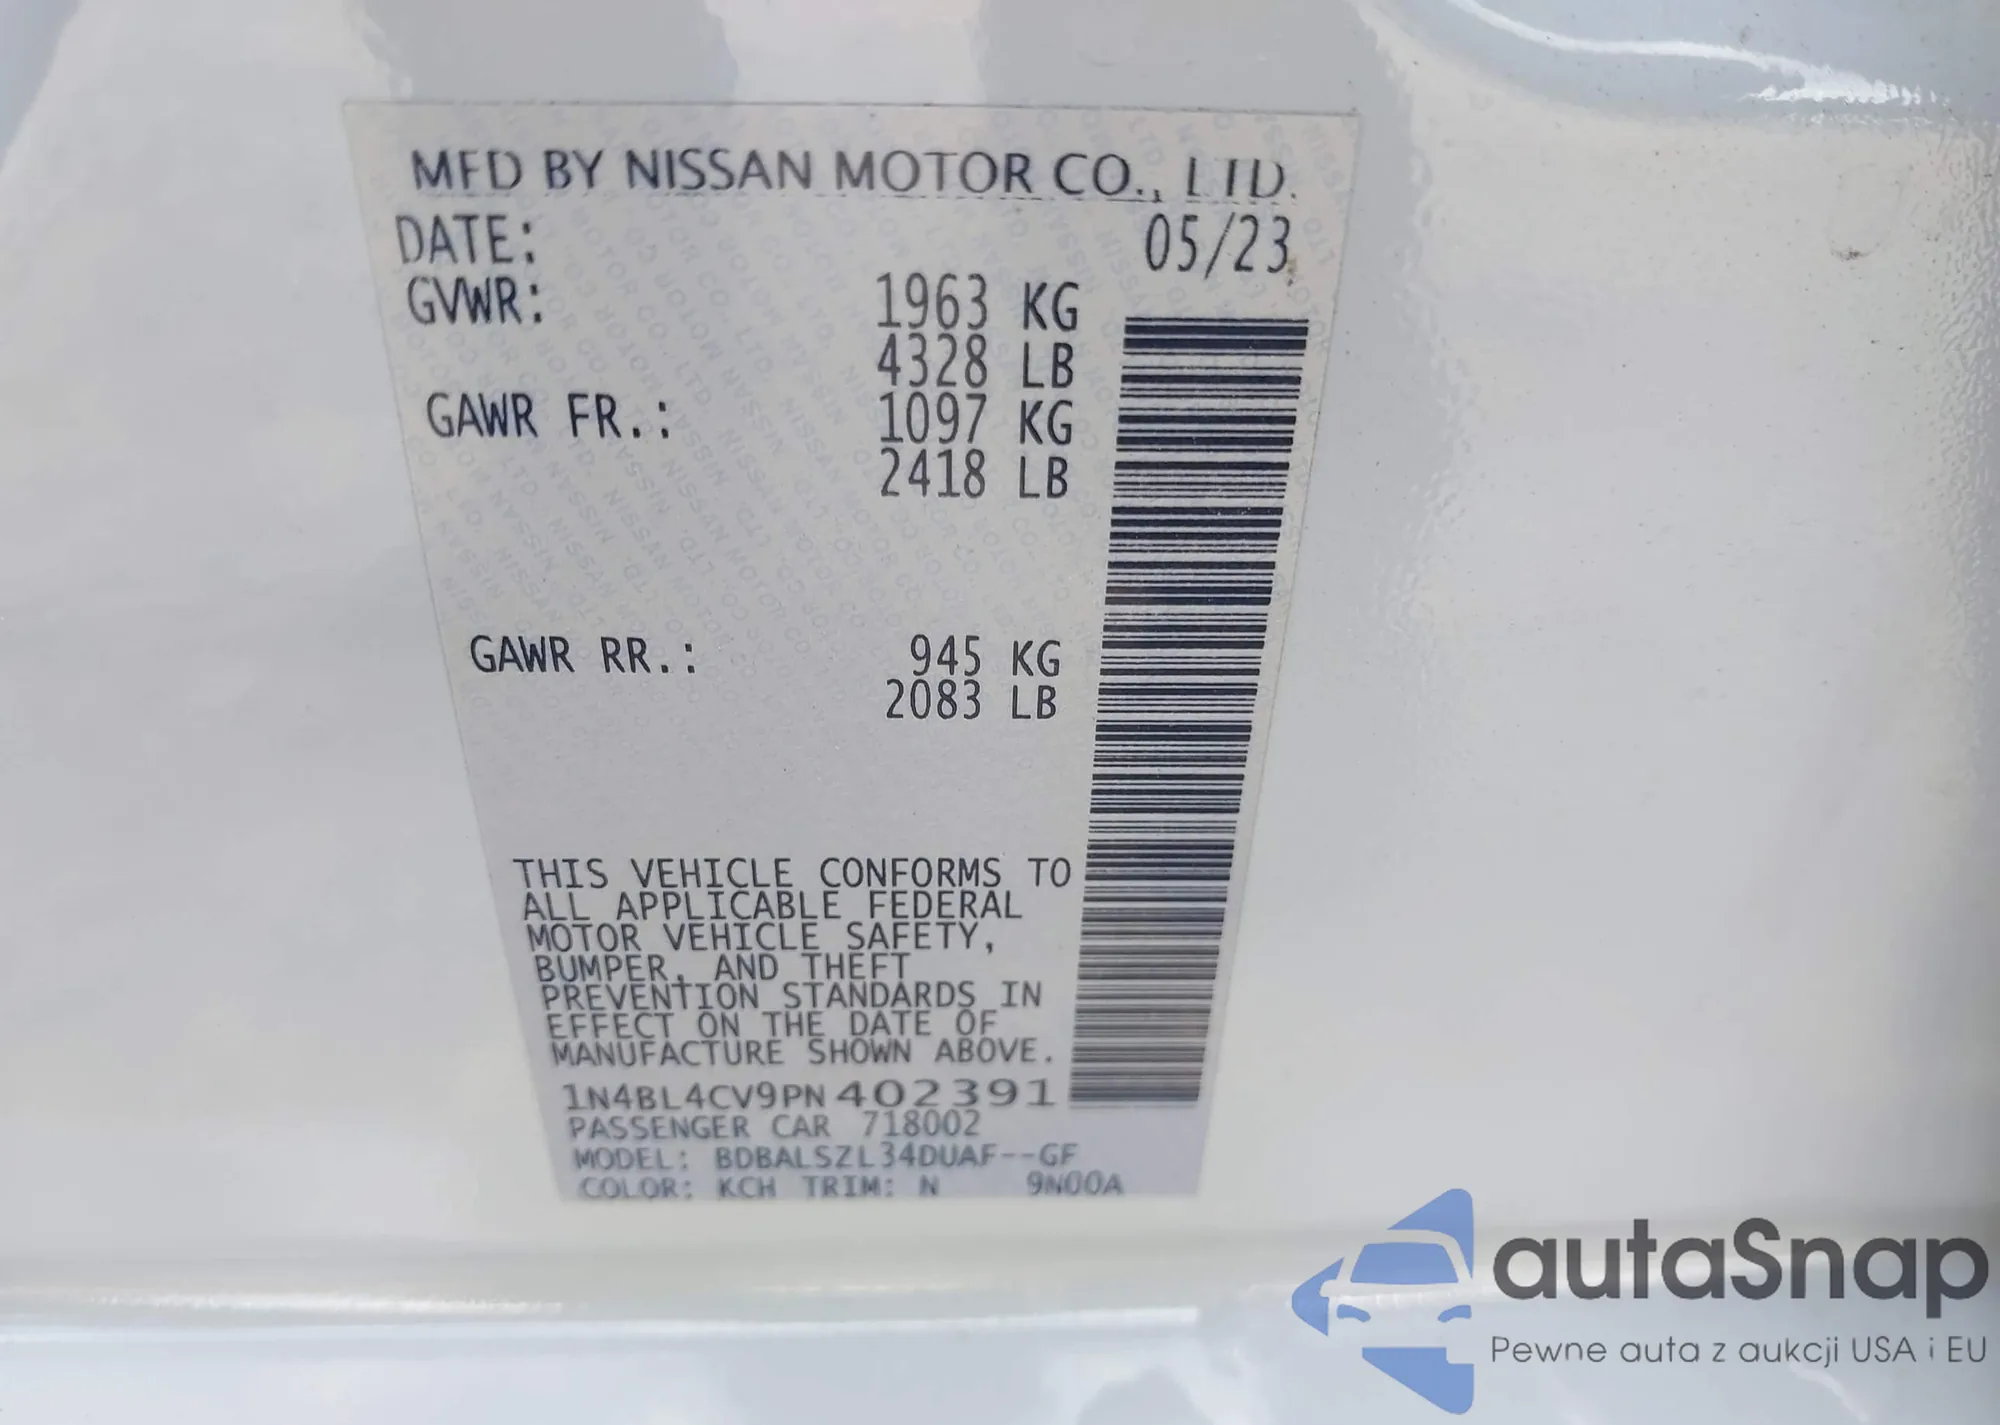 MFD BY NISSAN MOTOR CO., LTD.
DATE: 05/23
GVWR: 1963 KG
4328 LB
GAWR FR.: 1097 KG
2418 LB
GAWR RR.: 945 KG
2083 LB
THIS VEHICLE CONFORMS TO
ALL APPLICABLE FEDERAL
MOTOR VEHICLE SAFETY,
BUMPER, AND THEFT
PREVENTION STANDARDS IN
EFFECT ON THE DATE OF
MANUFACTURE SHOWN ABOVE.
1N4BL4CV9PN402391
PASSENGER CAR 718002
MODEL: BDBALSZL34DUAF--GF
COLOR: KCH TRIM: N 9N00A
autaSnap
Pewne auta z aukcji USA i EU